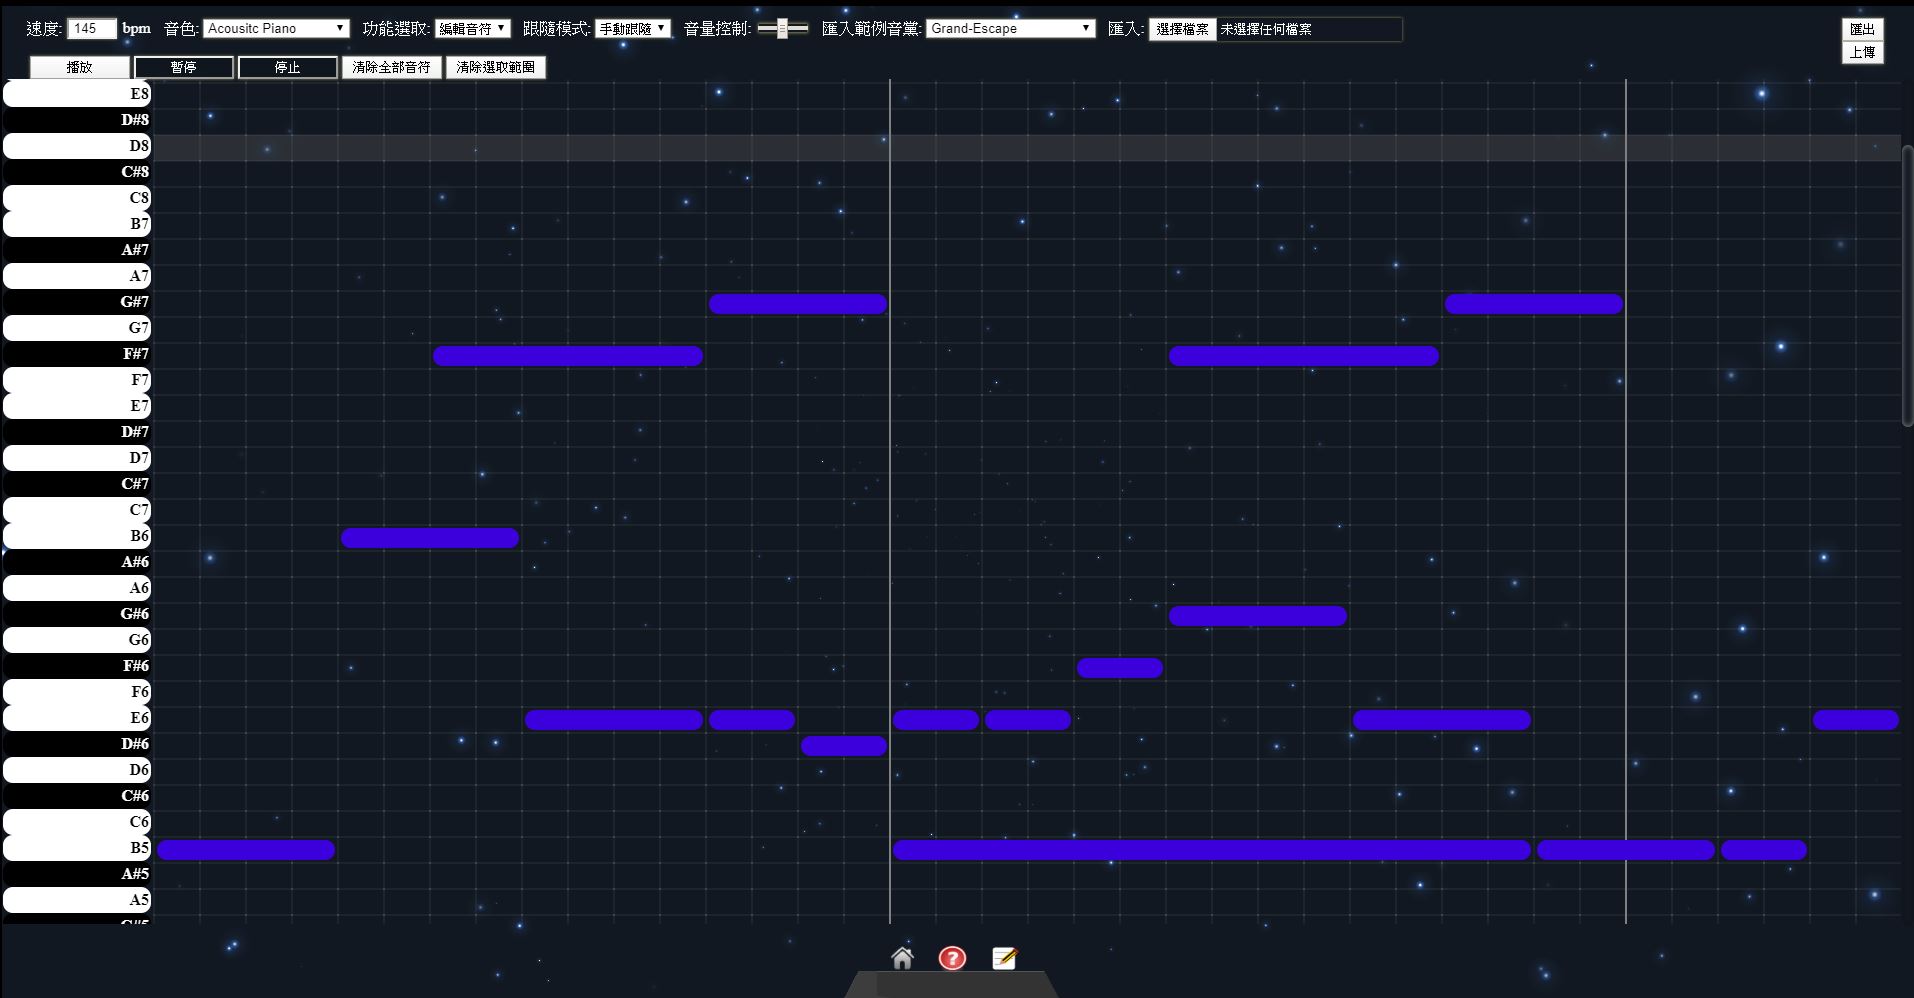 速度: 145 bpm 音色: Acousitc Piano 功能選取: 編輯音符 跟隨模式: 手動跟隨 音量控制: 匯入範例音黨: Grand-Escape 匯入: 選擇檔案 未選擇任何檔案 匯出
上傳
播放 暫停 停止 清除全部音符 清除選取範圍
E8
D#8
D8
C#8
C8
B7
A#7
A7
G#7
G7
F#7
F7
E7
D#7
D7
C#7
C7
B6
A#6
A6
G#6
G6
F#6
F6
E6
D#6
D6
C#6
C6
B5
A#5
A5
G#5
?